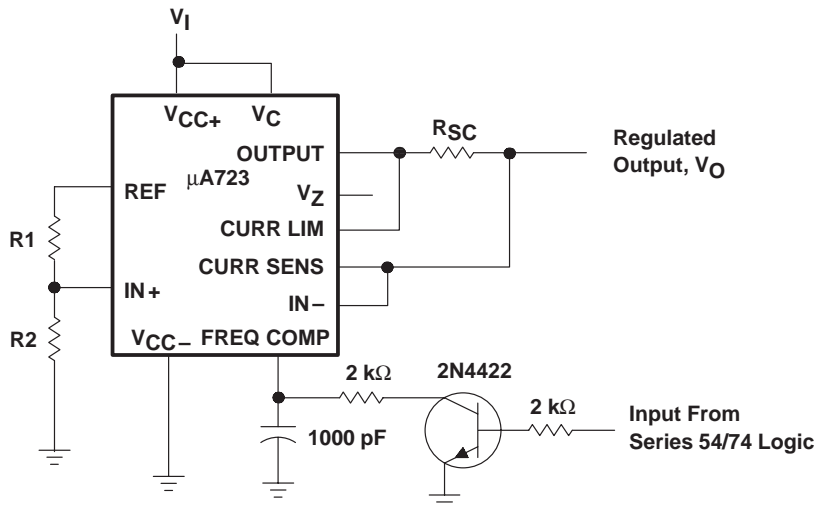 VI
VCC+
VC
OUTPUT
RSC
Regulated
Output, VO
REF
μA723
VZ
R1
CURR LIM
CURR SENS
IN+
IN−
R2
VCC−
FREQ COMP
2 kΩ
2N4422
2 kΩ
1000 pF
Input From
Series 54/74 Logic